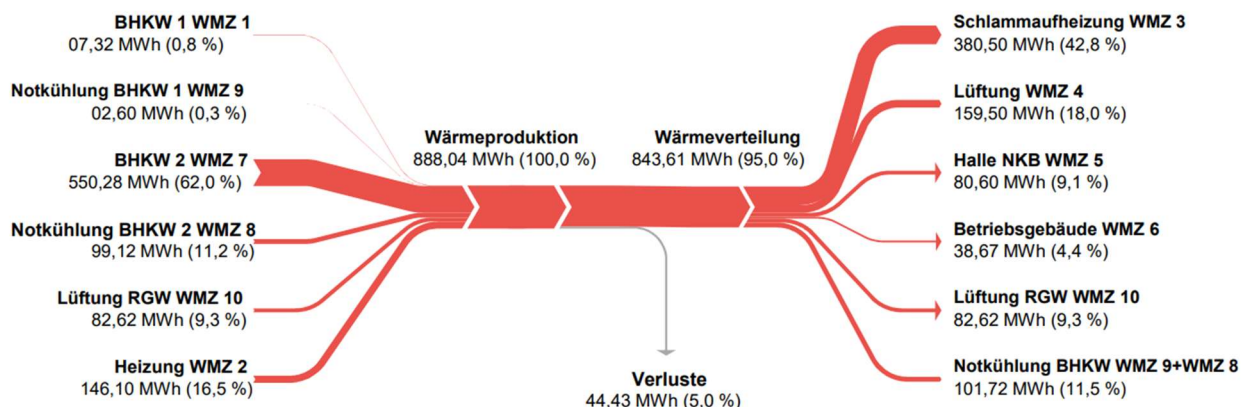 BHKW 1 WMZ 1
07,32 MWh (0,8 %)
Notkühlung BHKW 1 WMZ 9
02,60 MWh (0,3 %)
BHKW 2 WMZ 7
550,28 MWh (62,0 %)
Notkühlung BHKW 2 WMZ 8
99,12 MWh (11,2 %)
Lüftung RGW WMZ 10
82,62 MWh (9,3 %)
Heizung WMZ 2
146,10 MWh (16,5 %)
Wärmeproduktion
888,04 MWh (100,0 %)
Wärmeverteilung
843,61 MWh (95,0 %)
Verluste
44,43 MWh (5,0 %)
Schlammaufheizung WMZ 3
380,50 MWh (42,8 %)
Lüftung WMZ 4
159,50 MWh (18,0 %)
Halle NKB WMZ 5
80,60 MWh (9,1 %)
Betriebsgebäude WMZ 6
38,67 MWh (4,4 %)
Lüftung RGW WMZ 10
82,62 MWh (9,3 %)
Notkühlung BHKW WMZ 9+WMZ 8
101,72 MWh (11,5 %)